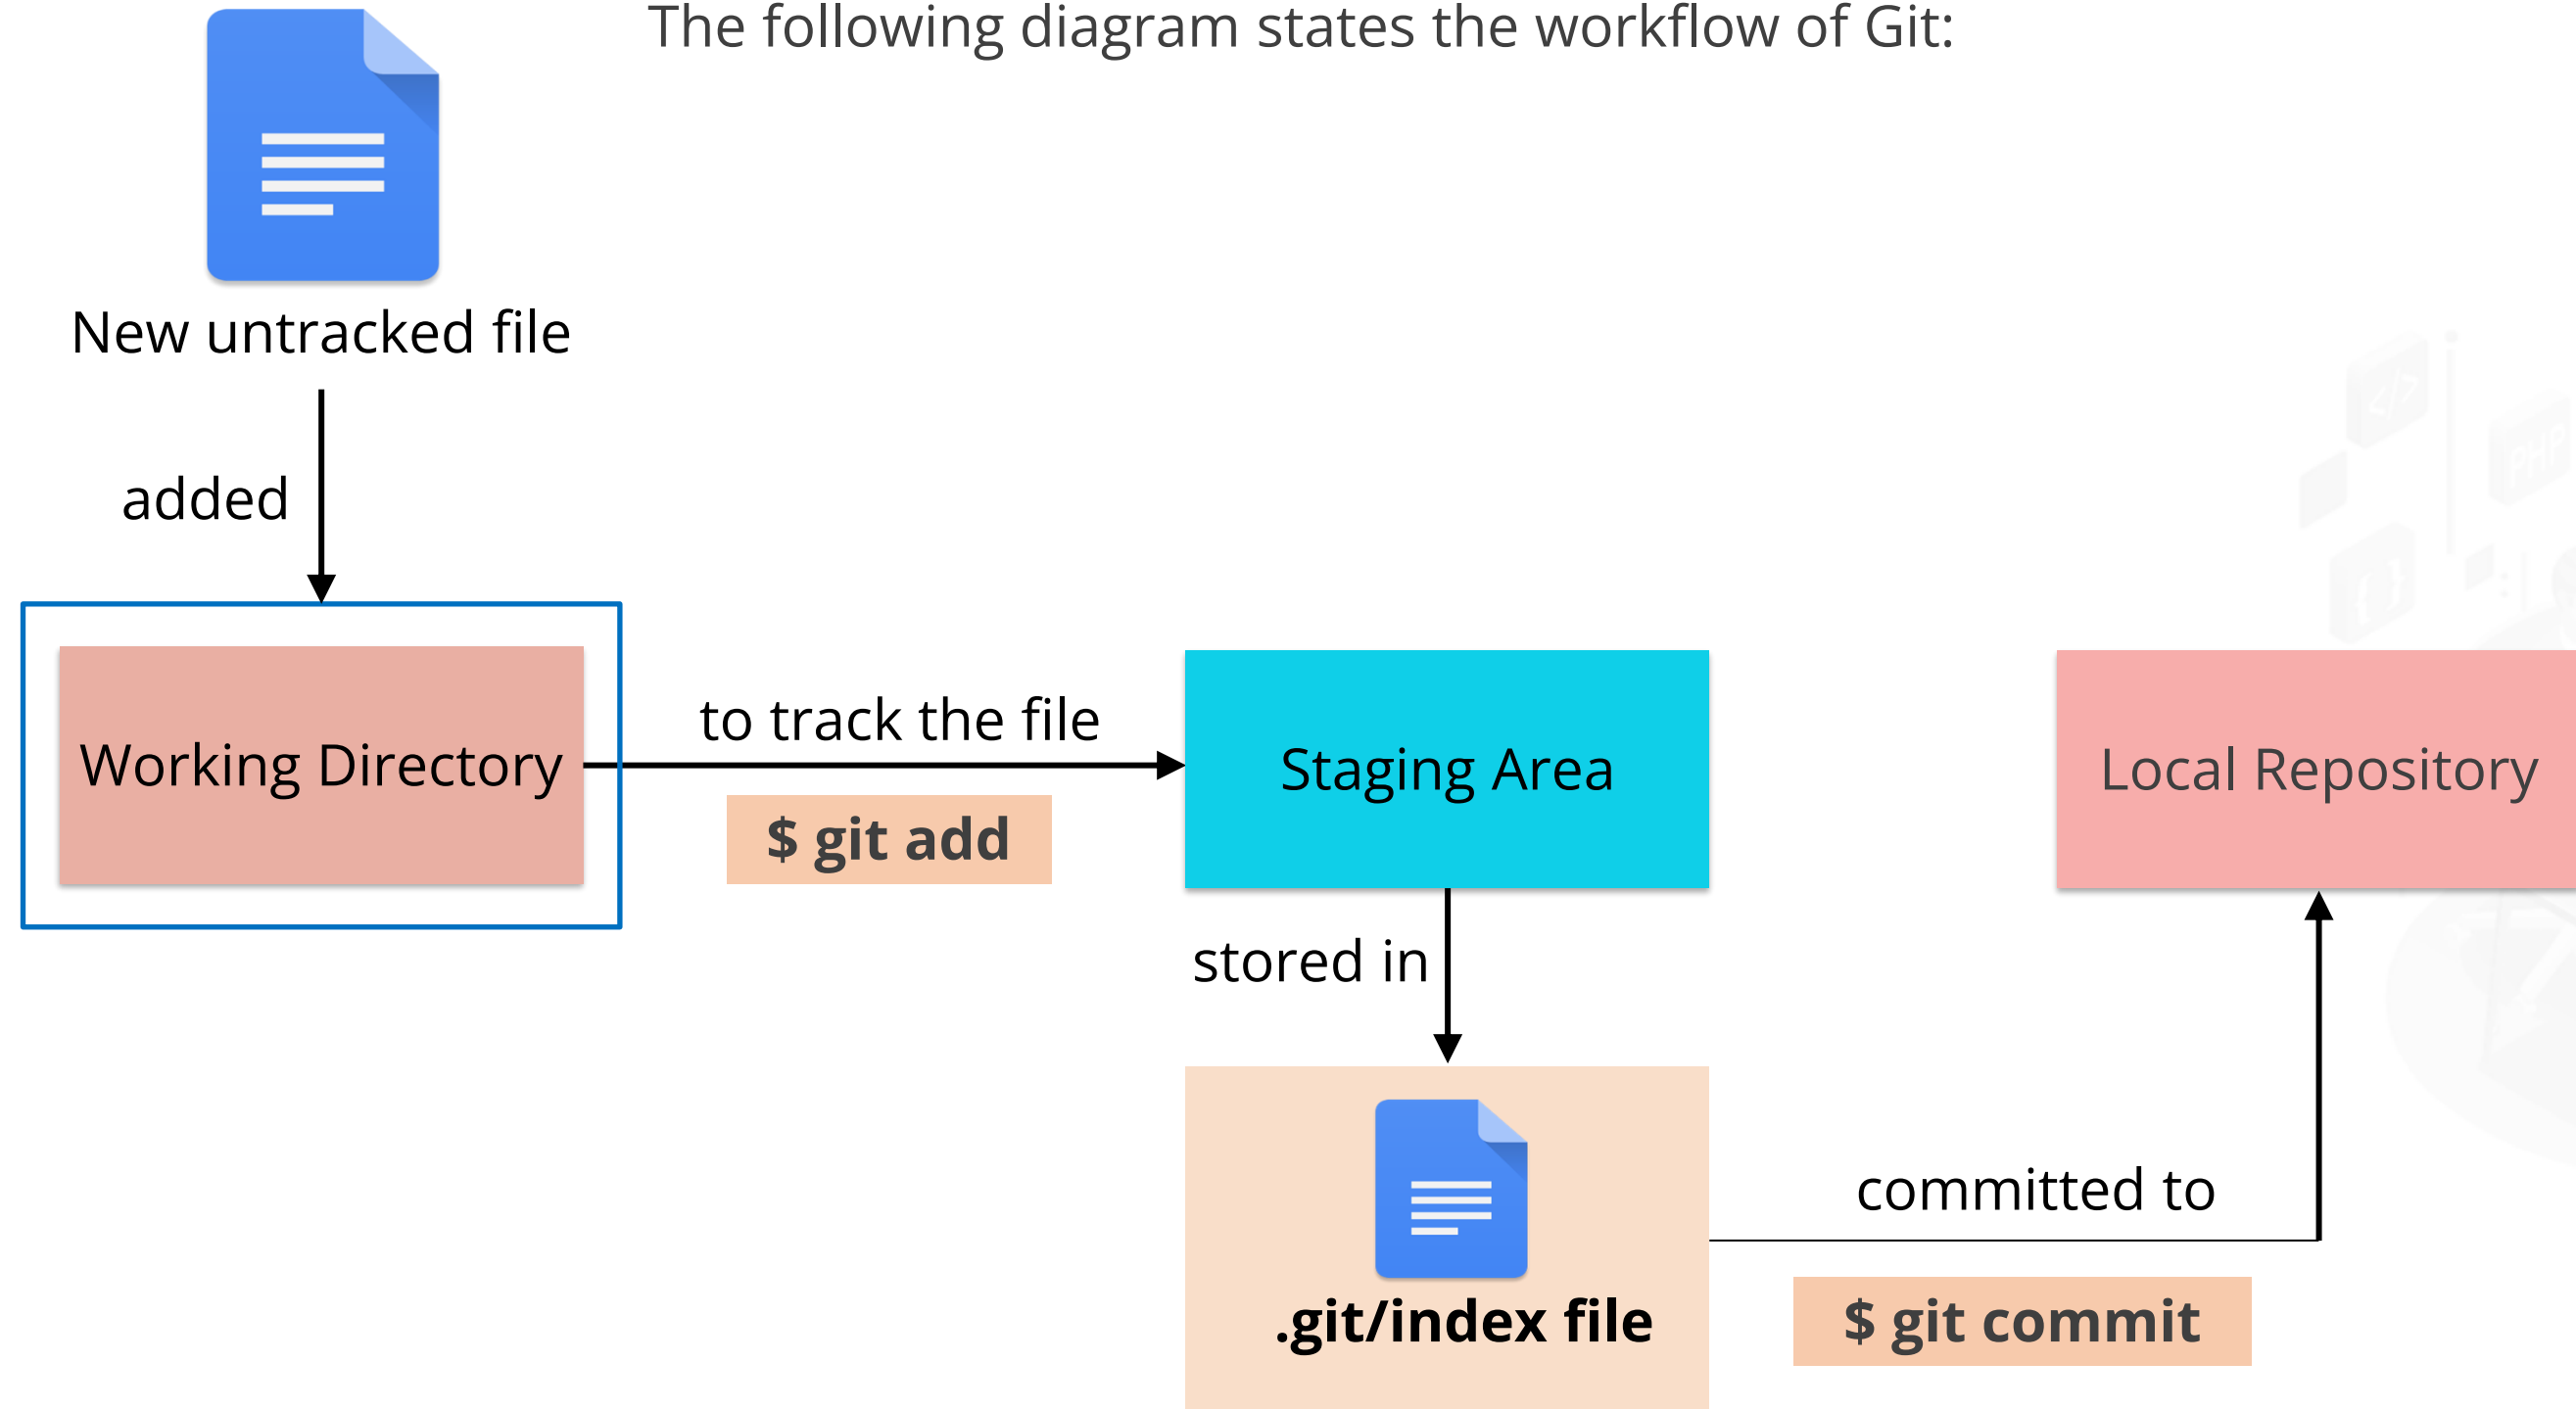 The following diagram states the workflow of Git:
New untracked file
added
Working Directory
to track the file
$ git add
Staging Area
Local Repository
stored in
.git/index file
committed to
$ git commit